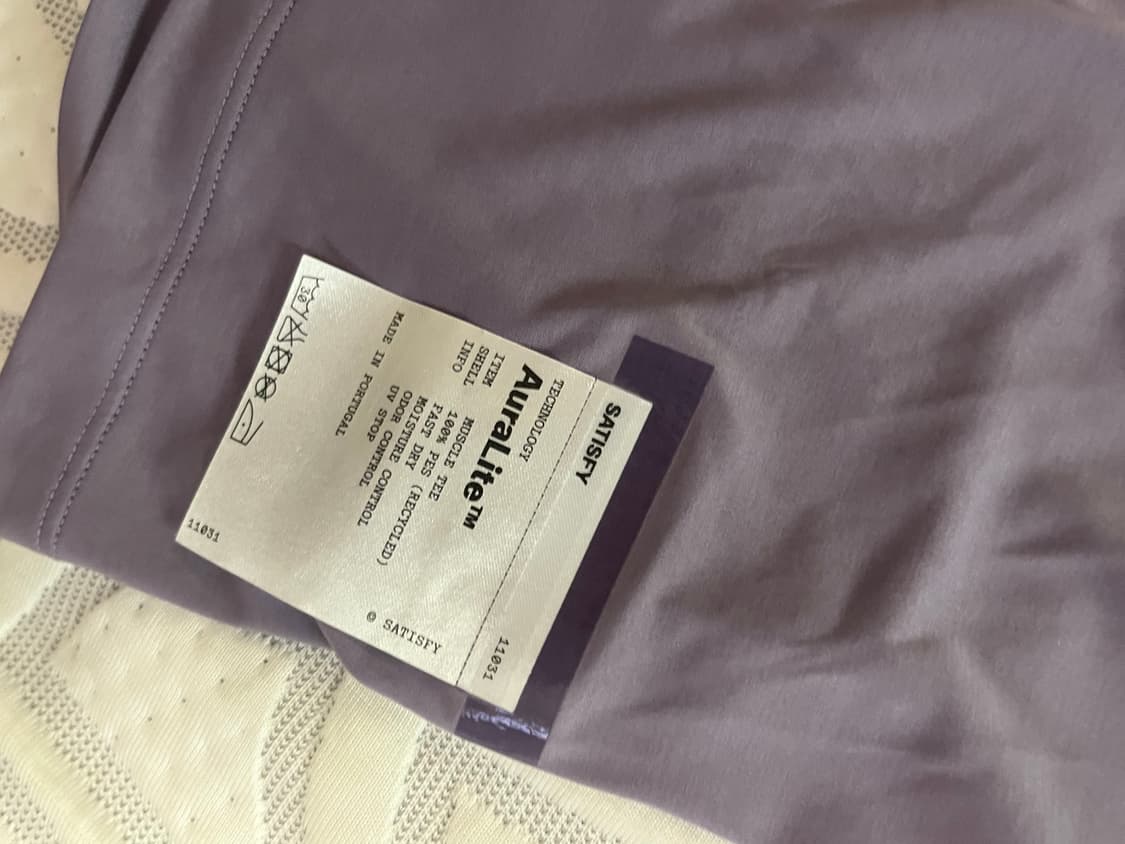 SATISFY
11031
TECHNOLOGY
AuraLite™
ITEM MUSCLE TEE
SHELL 100% PES (RECYCLED)
INFO FAST DRY
MOISTURE CONTROL
ODOR CONTROL
UV STOP
MADE IN PORTUGAL
© SATISFY
30
11031